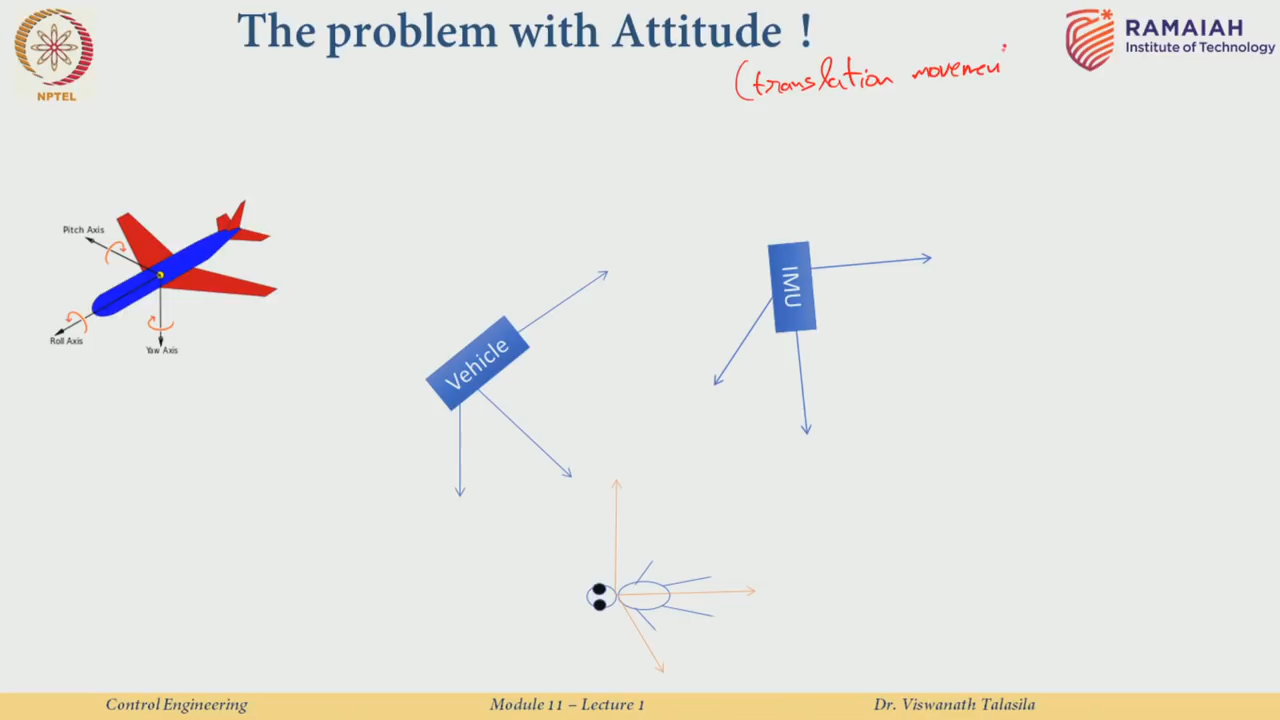 The problem with Attitude !
(translation movemen
NPTEL
RAMAIAH
Institute of Technology
Pitch Axis
Roll Axis
Yaw Axis
Vehicle
IMU
Control Engineering
Module 11 – Lecture 1
Dr. Viswanath Talasila